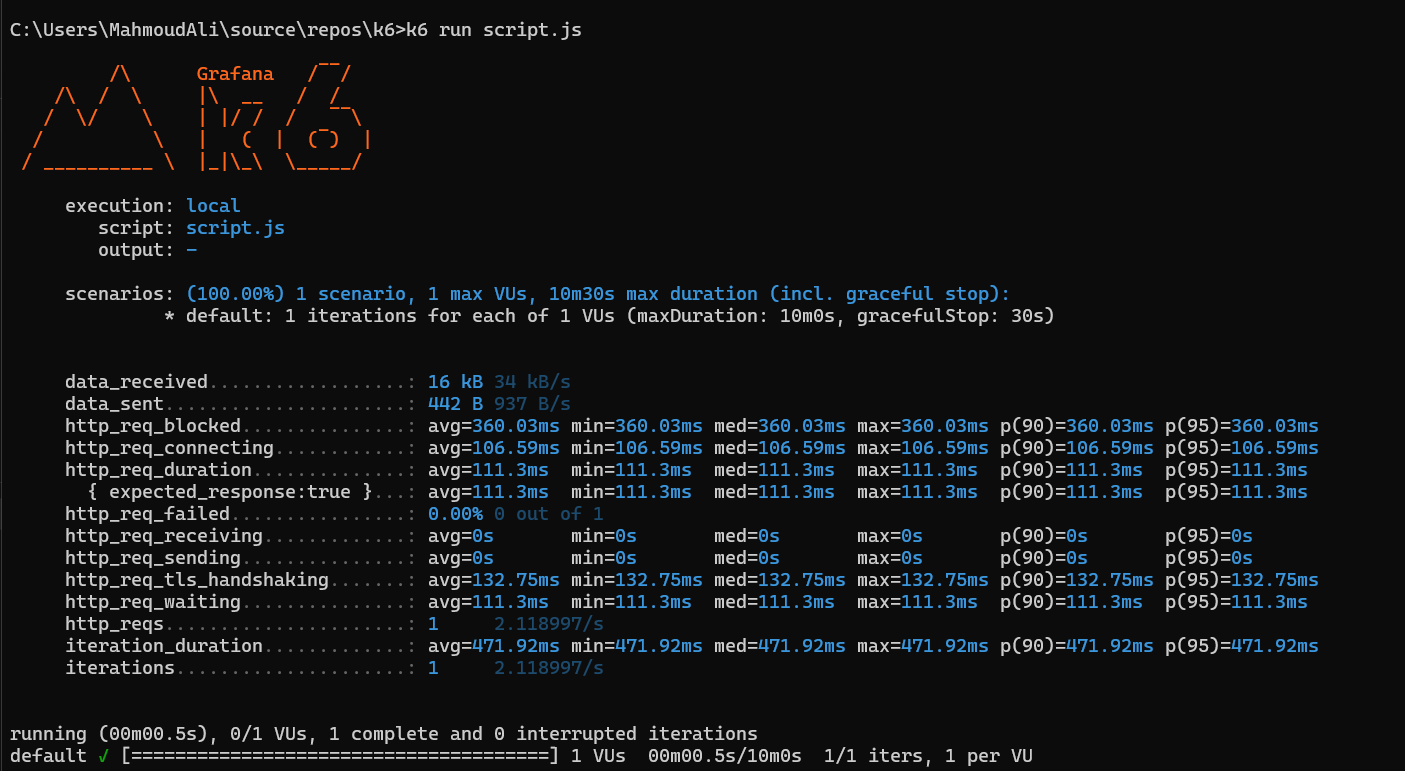 C:\Users\MahmoudAli\source\repos\k6>k6 run script.js
         /\      Grafana   /‾‾/
    /\  /  \     |\  __   /  /
   /  \/    \    | |/ /  /   ‾‾\
  /          \   |   (  |  (‾)  |
 / __________ \  |_|\_\  \_____/
     execution: local
        script: script.js
        output: -
     scenarios: (100.00%) 1 scenario, 1 max VUs, 10m30s max duration (incl. graceful stop):
              * default: 1 iterations for each of 1 VUs (maxDuration: 10m0s, gracefulStop: 30s)
     data_received..................: 16 kB 34 kB/s
     data_sent......................: 442 B 937 B/s
     http_req_blocked...............: avg=360.03ms min=360.03ms med=360.03ms max=360.03ms p(90)=360.03ms p(95)=360.03ms
     http_req_connecting............: avg=106.59ms min=106.59ms med=106.59ms max=106.59ms p(90)=106.59ms p(95)=106.59ms
     http_req_duration..............: avg=111.3ms  min=111.3ms  med=111.3ms  max=111.3ms  p(90)=111.3ms  p(95)=111.3ms
       { expected_response:true }...: avg=111.3ms  min=111.3ms  med=111.3ms  max=111.3ms  p(90)=111.3ms  p(95)=111.3ms
     http_req_failed................: 0.00% 0 out of 1
     http_req_receiving.............: avg=0s       min=0s       med=0s       max=0s       p(90)=0s       p(95)=0s
     http_req_sending...............: avg=0s       min=0s       med=0s       max=0s       p(90)=0s       p(95)=0s
     http_req_tls_handshaking.......: avg=132.75ms min=132.75ms med=132.75ms max=132.75ms p(90)=132.75ms p(95)=132.75ms
     http_req_waiting...............: avg=111.3ms  min=111.3ms  med=111.3ms  max=111.3ms  p(90)=111.3ms  p(95)=111.3ms
     http_reqs......................: 1     2.118997/s
     iteration_duration.............: avg=471.92ms min=471.92ms med=471.92ms max=471.92ms p(90)=471.92ms p(95)=471.92ms
     iterations.....................: 1     2.118997/s
running (00m00.5s), 0/1 VUs, 1 complete and 0 interrupted iterations
default ✓ [======================================] 1 VUs  00m00.5s/10m0s  1/1 iters, 1 per VU